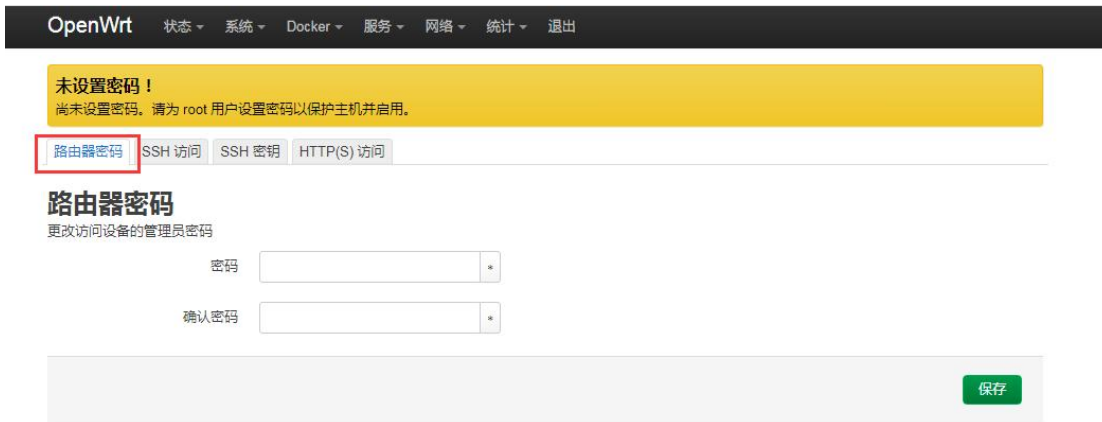 OpenWrt 状态 系统 Docker 服务 网络 统计 退出
未设置密码！
尚未设置密码。请为 root 用户设置密码以保护主机并启用。
路由器密码 SSH 访问 SSH 密钥 HTTP(S) 访问
路由器密码
更改访问设备的管理员密码
密码 *
确认密码 *
保存